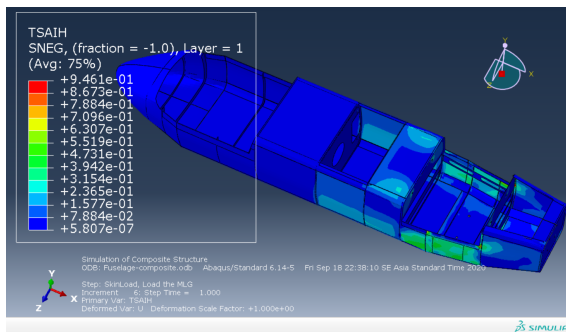 TSAIH
SNEG, (fraction = -1.0), Layer = 1
(Avg: 75%)
+9.461e-01
+8.673e-01
+7.884e-01
+7.096e-01
+6.307e-01
+5.519e-01
+4.731e-01
+3.942e-01
+3.154e-01
+2.365e-01
+1.577e-01
+7.884e-02
+5.807e-07
Y
X
Z
Simulation of Composite Structure
ODB: Fuselage-composite.odb Abaqus/Standard 6.14-5 Fri Sep 18 22:38:10 SE Asia Standard Time 2020
Y
Z
X
Step: SkinLoad, Load the MLG
Increment 6: Step Time = 1.000
Primary Var: TSAIH
Deformed Var: U Deformation Scale Factor: +1.000e+00
SIMULIA